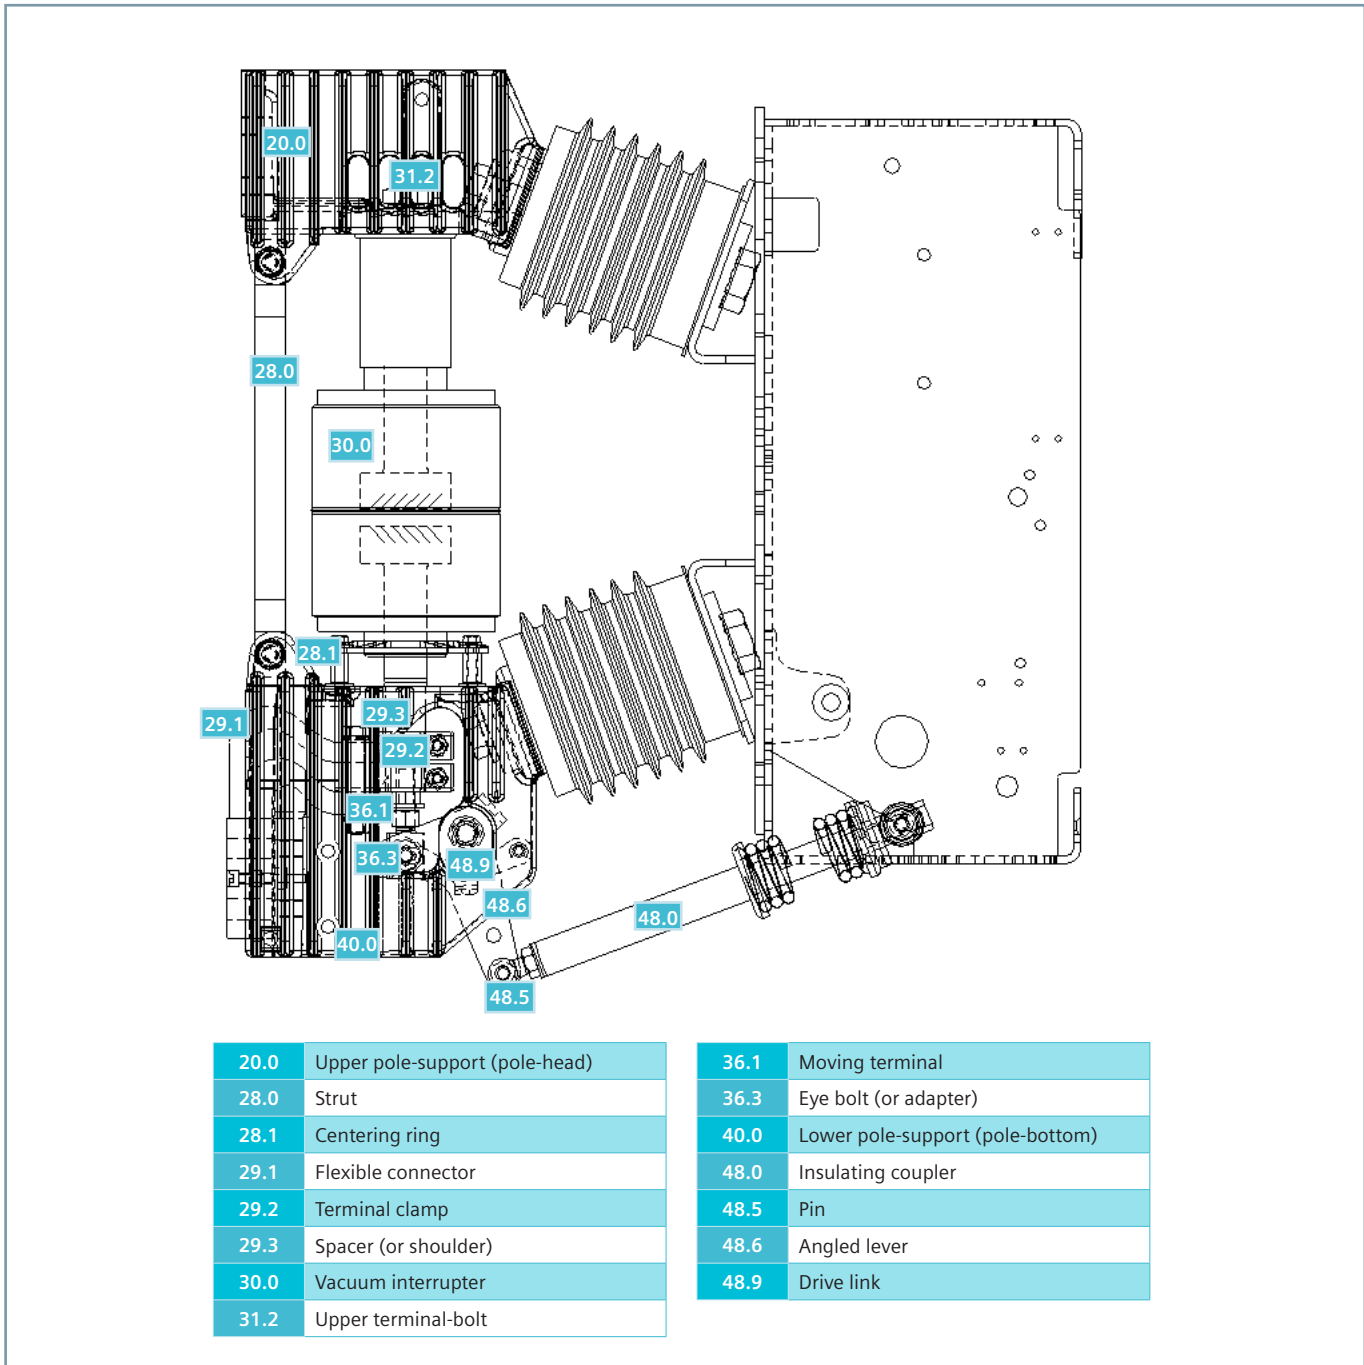 20.0
31.2
28.0
30.0
28.1
29.3
29.1
29.2
36.1
36.3
48.9
48.6
48.0
40.0
48.5
20.0 Upper pole-support (pole-head)
28.0 Strut
28.1 Centering ring
29.1 Flexible connector
29.2 Terminal clamp
29.3 Spacer (or shoulder)
30.0 Vacuum interrupter
31.2 Upper terminal-bolt
36.1 Moving terminal
36.3 Eye bolt (or adapter)
40.0 Lower pole-support (pole-bottom)
48.0 Insulating coupler
48.5 Pin
48.6 Angled lever
48.9 Drive link